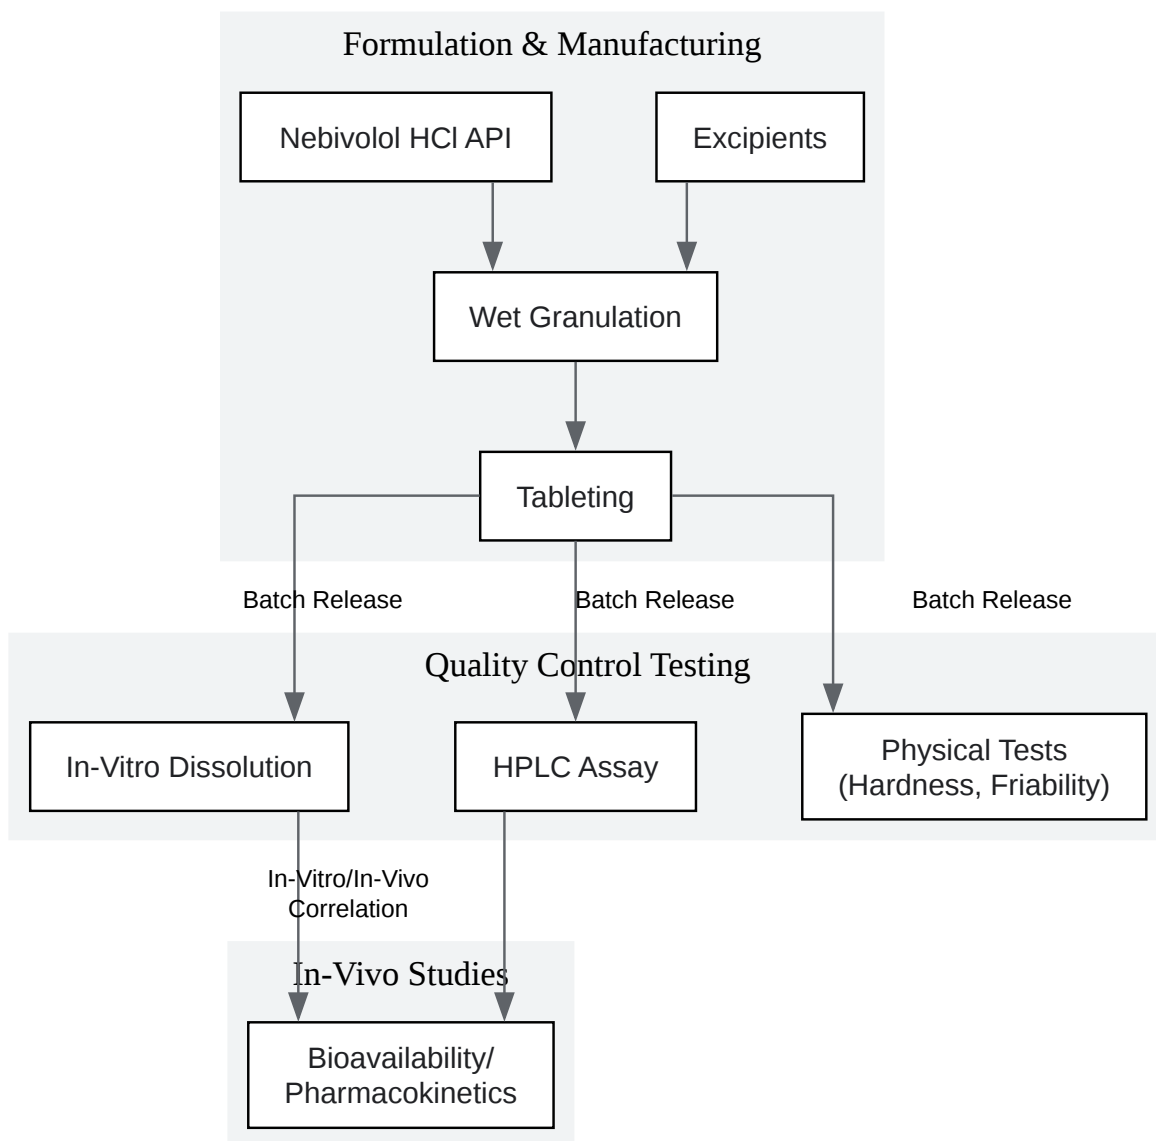 Formulation & Manufacturing
Nebivolol HCl API
Excipients
Wet Granulation
Tableting
Batch Release
Batch Release
Batch Release
Quality Control Testing
In-Vitro Dissolution
HPLC Assay
Physical Tests
(Hardness, Friability)
In-Vitro/In-Vivo
Correlation
In-Vivo Studies
Bioavailability/
Pharmacokinetics